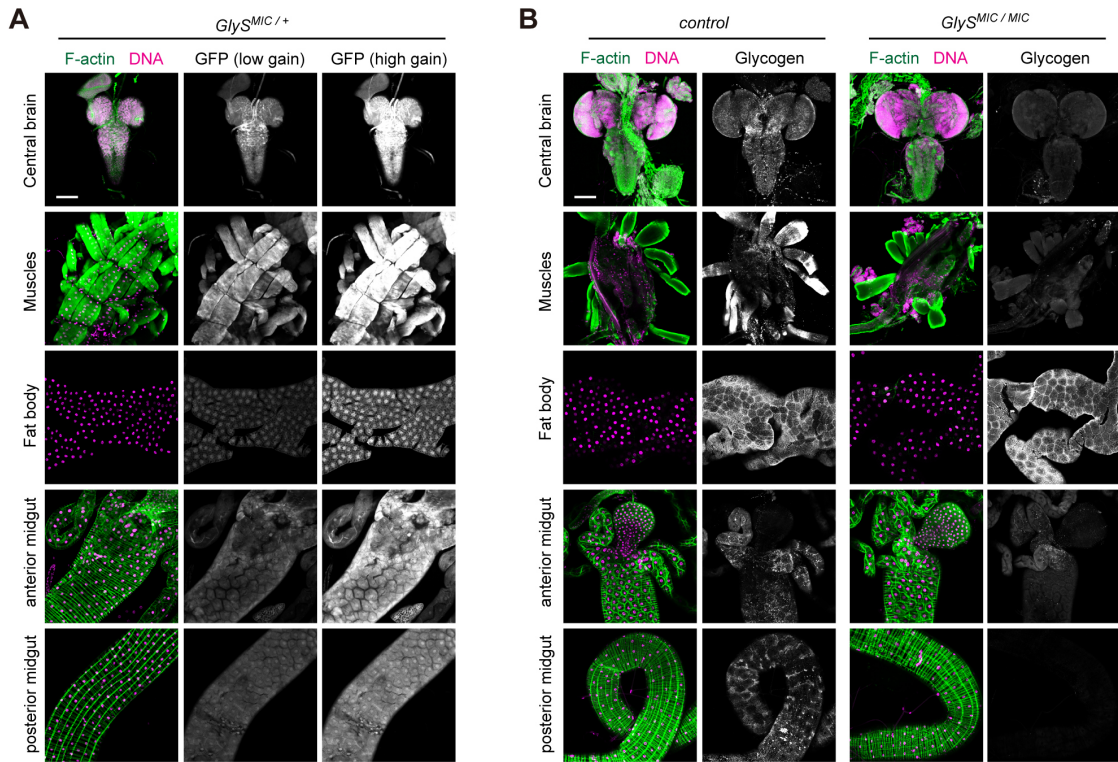 A
GlyS^MIC / +
F-actin DNA GFP (low gain) GFP (high gain)
Central brain
Muscles
Fat body
anterior midgut
posterior midgut
B
control GlyS^MIC / MIC
F-actin DNA Glycogen F-actin DNA Glycogen
Central brain
Muscles
Fat body
anterior midgut
posterior midgut